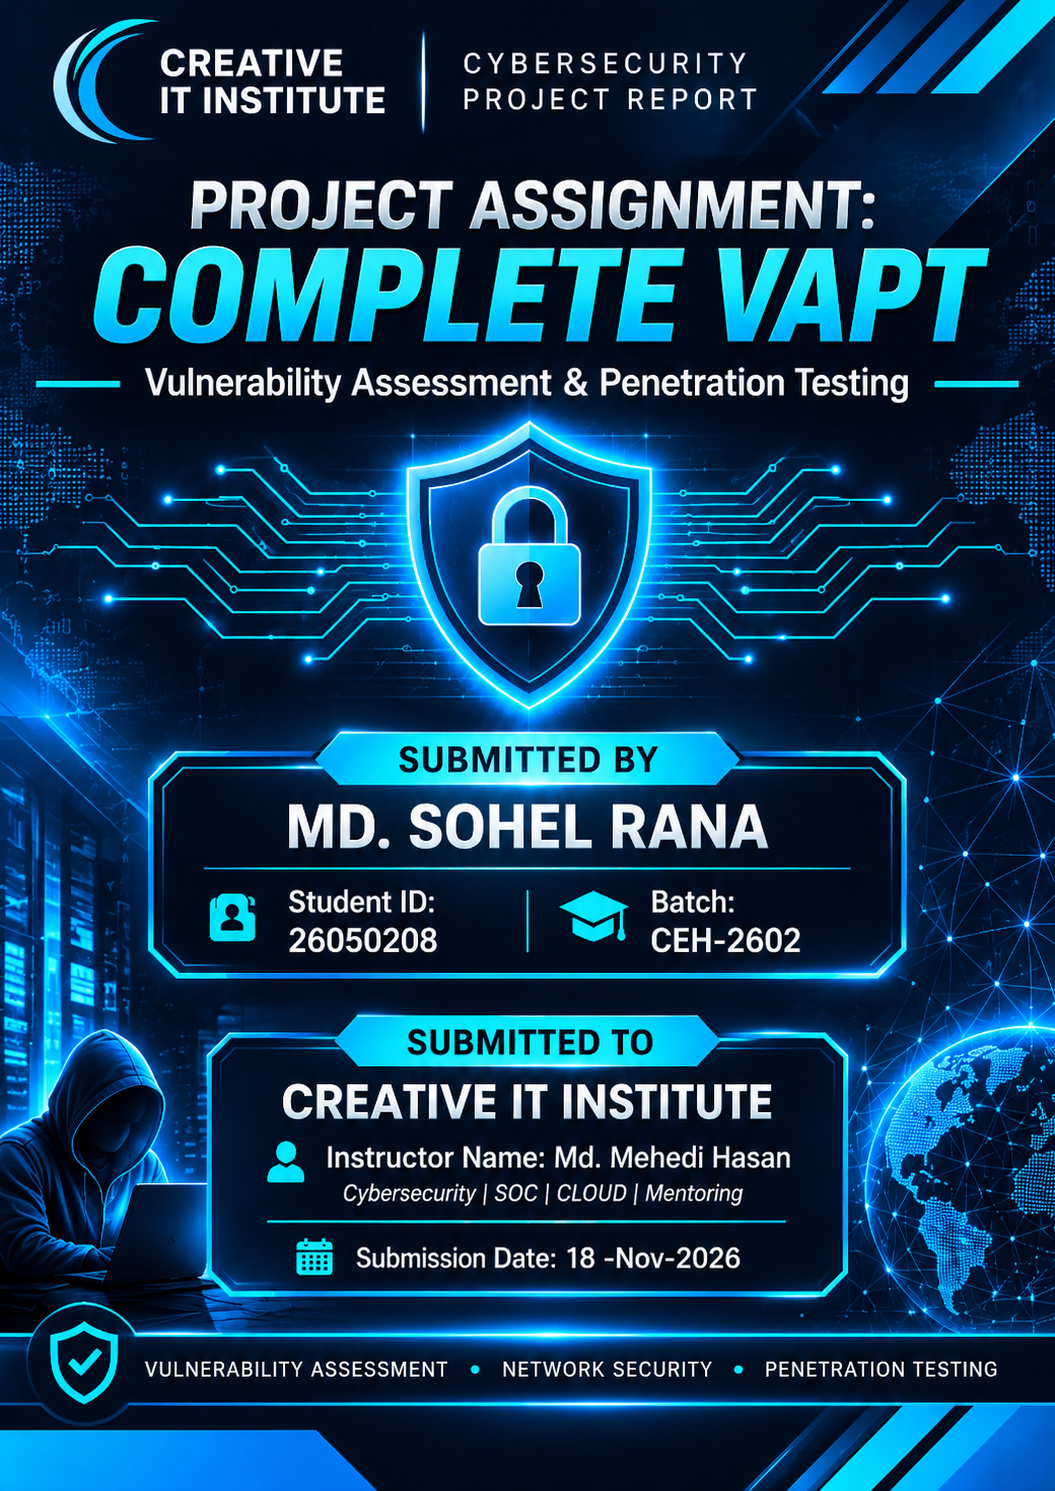 CREATIVE
IT INSTITUTE
CYBERSECURITY
PROJECT REPORT
PROJECT ASSIGNMENT:
COMPLETE VAPT
Vulnerability Assessment & Penetration Testing
SUBMITTED BY
MD. SOHEL RANA
Student ID:
26050208
Batch:
CEH-2602
SUBMITTED TO
CREATIVE IT INSTITUTE
Instructor Name: Md. Mehedi Hasan
Cybersecurity | SOC | CLOUD | Mentoring
Submission Date: 18 -Nov-2026
VULNERABILITY ASSESSMENT • NETWORK SECURITY • PENETRATION TESTING